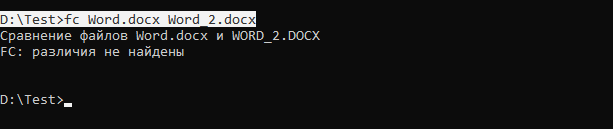 D:\Test>fc Word.docx Word_2.docx
Сравнение файлов Word.docx и WORD_2.DOCX
FC: различия не найдены
D:\Test>